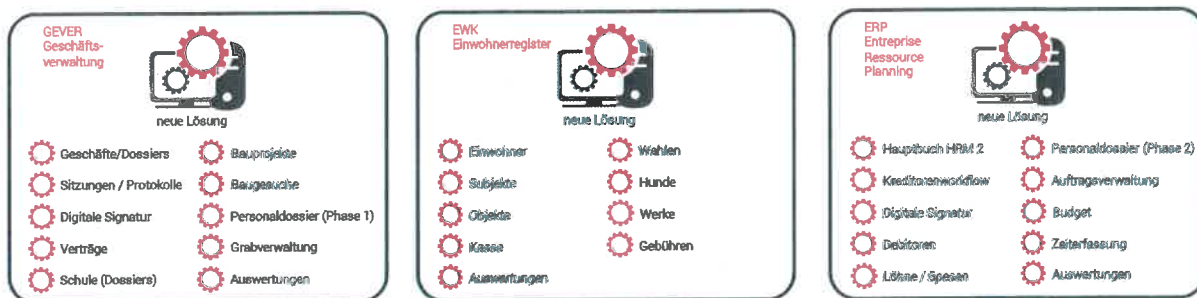 GEVER
Geschäfts-
verwaltung
neue Lösung
Geschäfte/Dossiers
Bauprojekte
Sitzungen / Protokolle
Baugesuche
Digitale Signatur
Personaldossier (Phase 1)
Verträge
Grabverwaltung
Schule (Dossiers)
Auswertungen
EWK
Einwohnerregister
neue Lösung
Einwohner
Wahlen
Subjekte
Hunde
Objekte
Werke
Kasse
Gebühren
Auswertungen
ERP
Entreprise
Ressource
Planning
neue Lösung
Hauptbuch HRM 2
Personaldossier (Phase 2)
Kreditorenworkflow
Auftragsverwaltung
Digitale Signatur
Budget
Debitoren
Zeiterfassung
Löhne / Spesen
Auswertungen